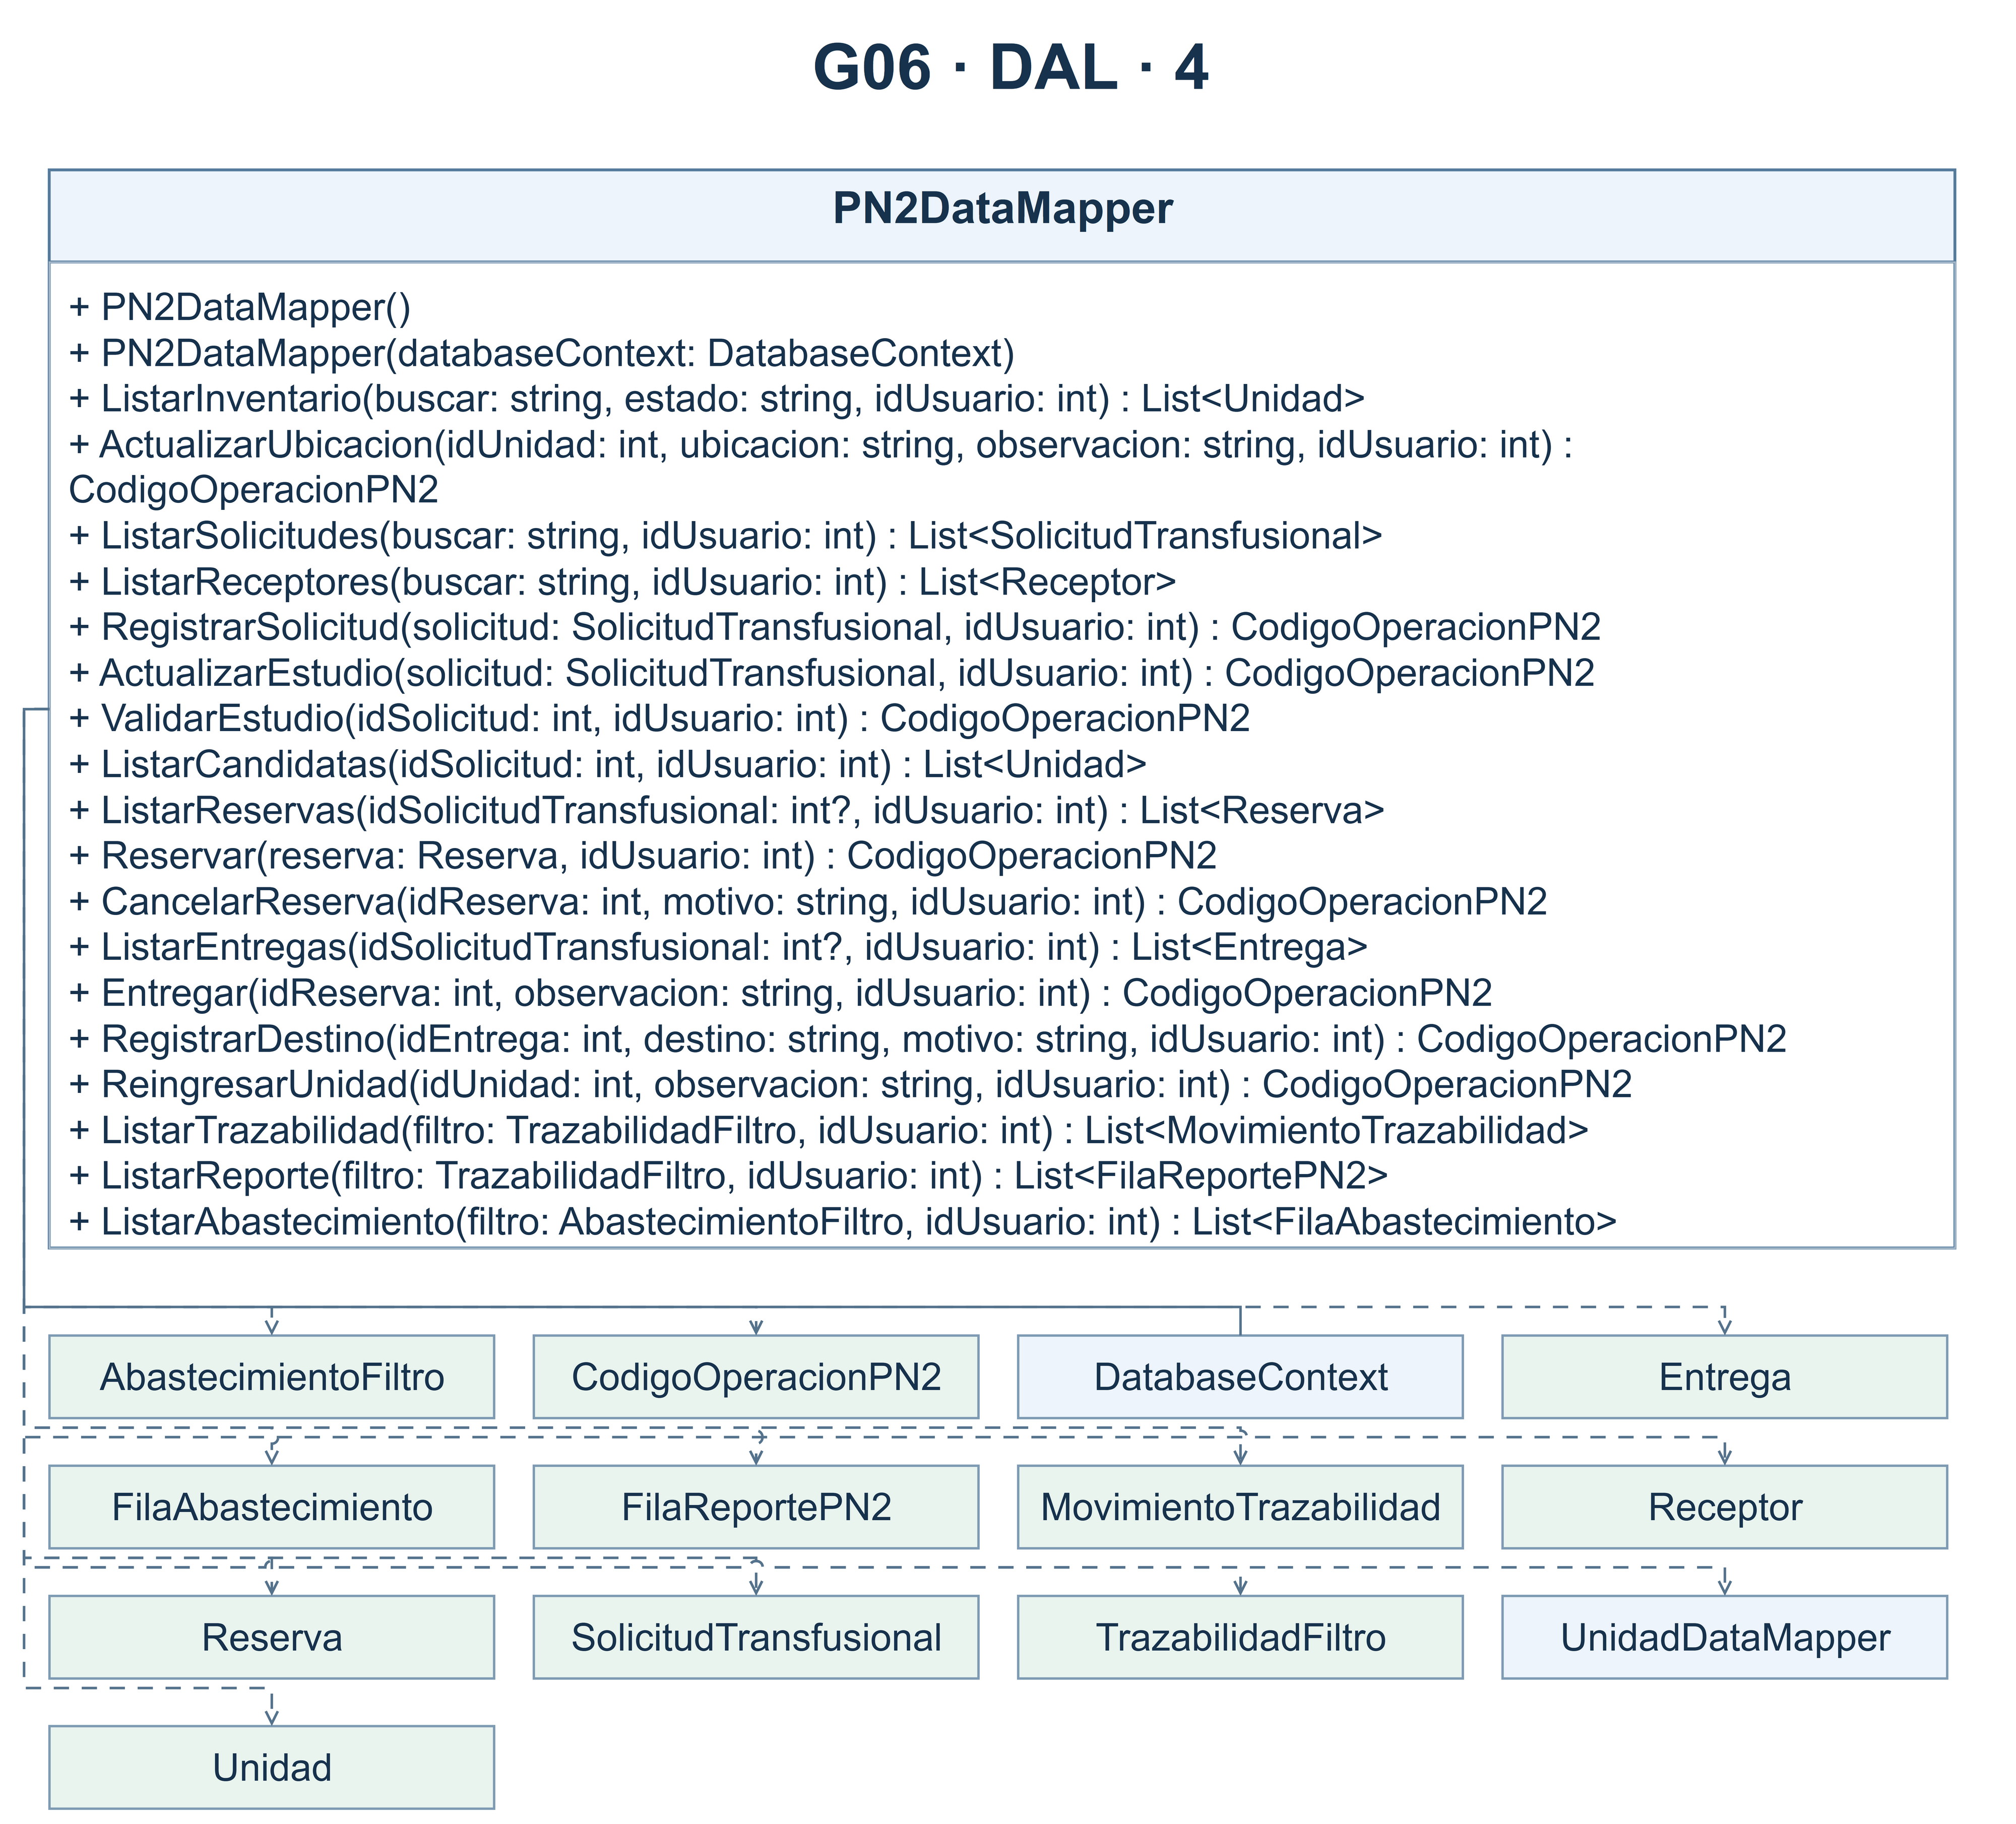 G06 · DAL · 4
PN2DataMapper
+ PN2DataMapper()
+ PN2DataMapper(databaseContext: DatabaseContext)
+ ListarInventario(buscar: string, estado: string, idUsuario: int) : List<Unidad>
+ ActualizarUbicacion(idUnidad: int, ubicacion: string, observacion: string, idUsuario: int) :
CodigoOperacionPN2
+ ListarSolicitudes(buscar: string, idUsuario: int) : List<SolicitudTransfusional>
+ ListarReceptores(buscar: string, idUsuario: int) : List<Receptor>
+ RegistrarSolicitud(solicitud: SolicitudTransfusional, idUsuario: int) : CodigoOperacionPN2
+ ActualizarEstudio(solicitud: SolicitudTransfusional, idUsuario: int) : CodigoOperacionPN2
+ ValidarEstudio(idSolicitud: int, idUsuario: int) : CodigoOperacionPN2
+ ListarCandidatas(idSolicitud: int, idUsuario: int) : List<Unidad>
+ ListarReservas(idSolicitudTransfusional: int?, idUsuario: int) : List<Reserva>
+ Reservar(reserva: Reserva, idUsuario: int) : CodigoOperacionPN2
+ CancelarReserva(idReserva: int, motivo: string, idUsuario: int) : CodigoOperacionPN2
+ ListarEntregas(idSolicitudTransfusional: int?, idUsuario: int) : List<Entrega>
+ Entregar(idReserva: int, observacion: string, idUsuario: int) : CodigoOperacionPN2
+ RegistrarDestino(idEntrega: int, destino: string, motivo: string, idUsuario: int) : CodigoOperacionPN2
+ ReingresarUnidad(idUnidad: int, observacion: string, idUsuario: int) : CodigoOperacionPN2
+ ListarTrazabilidad(filtro: TrazabilidadFiltro, idUsuario: int) : List<MovimientoTrazabilidad>
+ ListarReporte(filtro: TrazabilidadFiltro, idUsuario: int) : List<FilaReportePN2>
+ ListarAbastecimiento(filtro: AbastecimientoFiltro, idUsuario: int) : List<FilaAbastecimiento>
AbastecimientoFiltro
CodigoOperacionPN2
DatabaseContext
Entrega
FilaAbastecimiento
FilaReportePN2
MovimientoTrazabilidad
Receptor
Reserva
SolicitudTransfusional
TrazabilidadFiltro
UnidadDataMapper
Unidad